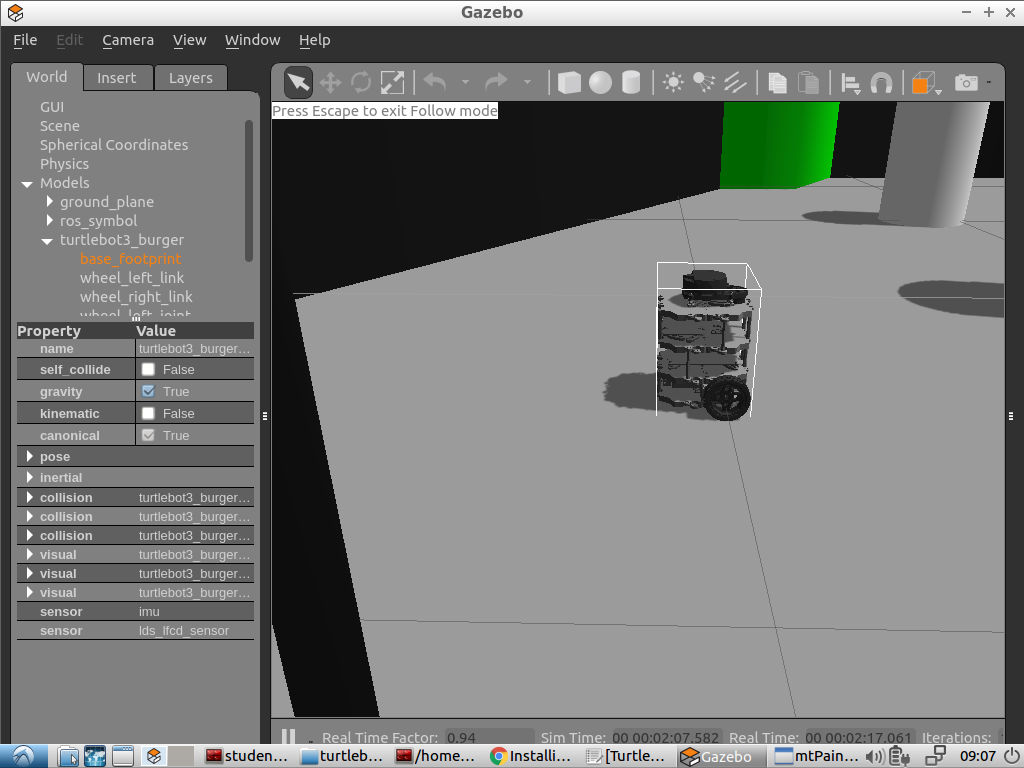 Gazebo
File Edit Camera View Window Help
World Insert Layers
Press Escape to exit Follow mode
GUI
Scene
Spherical Coordinates
Physics
Models
ground_plane
ros_symbol
turtlebot3_burger
base_footprint
wheel_left_link
wheel_right_link
wheel_left_joint
Property Value
name turtlebot3_burger...
self_collide False
gravity True
kinematic False
canonical True
pose
inertial
collision turtlebot3_burger...
collision turtlebot3_burger...
collision turtlebot3_burger...
visual turtlebot3_burger...
visual turtlebot3_burger...
visual turtlebot3_burger...
sensor imu
sensor lds_lfcd_sensor
Real Time Factor: 0.94 Sim Time: 00 00:02:07.582 Real Time: 00 00:02:17.061 Iterations:
studen... turtleb... /home... Installi... [Turtle... Gazebo mtPain... 09:07